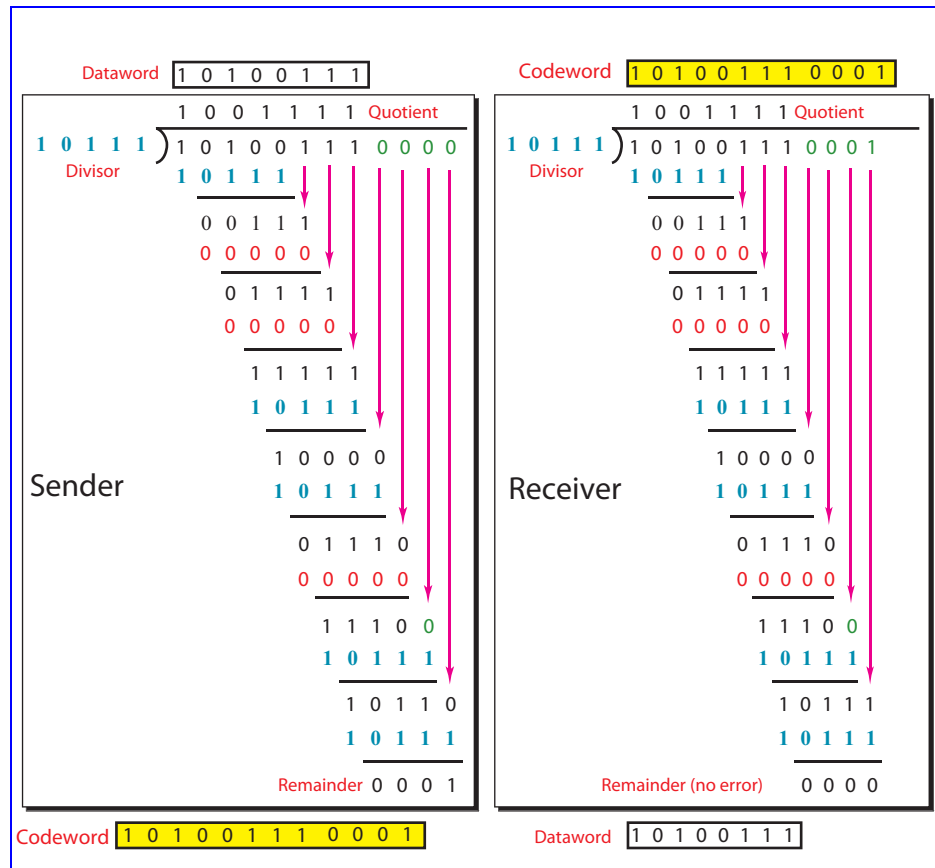 Dataword 1 0 1 0 0 1 1 1
1 0 0 1 1 1 1 Quotient
1 0 1 1 1 1 0 1 0 0 1 1 1 0 0 0 0
Divisor
1 0 1 1 1
0 0 1 1 1
0 0 0 0 0
0 1 1 1 1
0 0 0 0 0
1 1 1 1 1
1 0 1 1 1
1 0 0 0 0
Sender
1 0 1 1 1
0 1 1 1 0
0 0 0 0 0
1 1 1 0 0
1 0 1 1 1
1 0 1 1 0
1 0 1 1 1
Remainder 0 0 0 1
Codeword 1 0 1 0 0 1 1 1 0 0 0 1
Codeword 1 0 1 0 0 1 1 1 0 0 0 1
1 0 0 1 1 1 1 Quotient
1 0 1 1 1 1 0 1 0 0 1 1 1 0 0 0 1
Divisor
1 0 1 1 1
0 0 1 1 1
0 0 0 0 0
0 1 1 1 1
0 0 0 0 0
1 1 1 1 1
1 0 1 1 1
1 0 0 0 0
Receiver
1 0 1 1 1
0 1 1 1 0
0 0 0 0 0
1 1 1 0 0
1 0 1 1 1
1 0 1 1 1
1 0 1 1 1
Remainder (no error) 0 0 0 0
Dataword 1 0 1 0 0 1 1 1